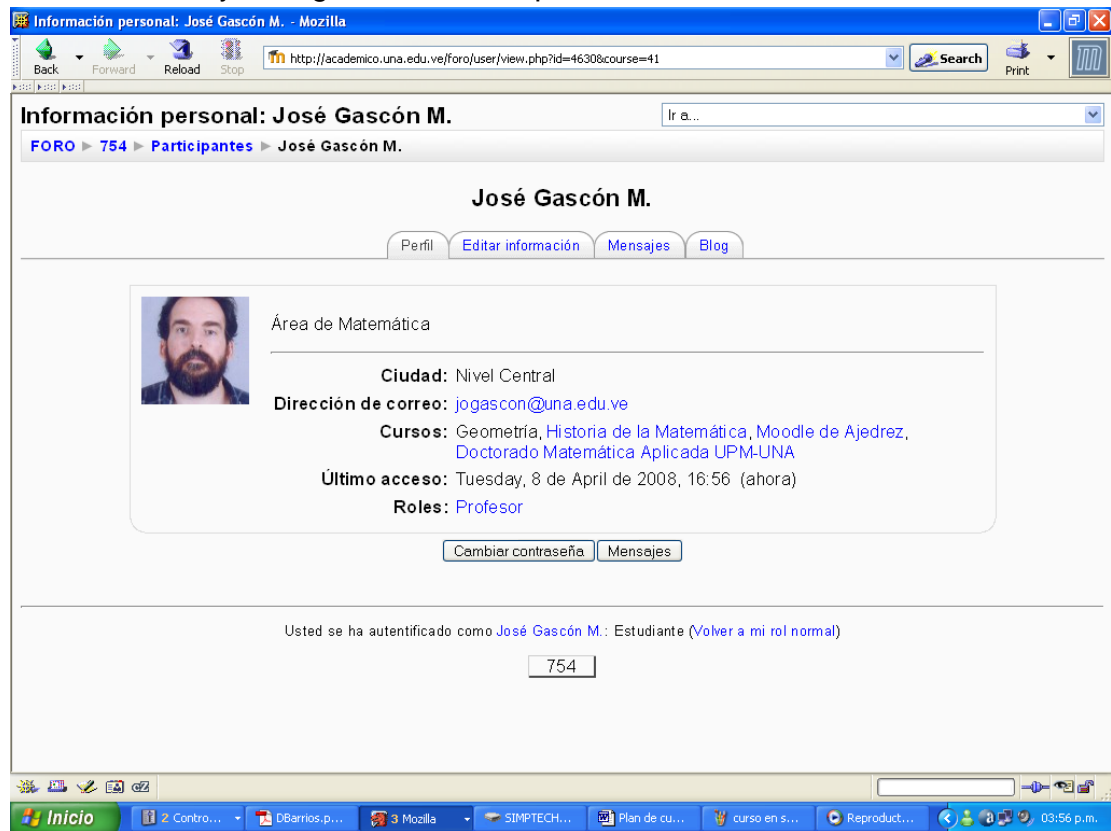 Información personal: José Gascón M. - Mozilla
Back
Forward
Reload
Stop
http://academico.una.edu.ve/foro/user/view.php?id=4630&course=41
Search
Print
Información personal: José Gascón M.
Ir a...
FORO ► 754 ► Participantes ► José Gascón M.
José Gascón M.
Perfil
Editar información
Mensajes
Blog
Área de Matemática
Ciudad: Nivel Central
Dirección de correo: jogascon@una.edu.ve
Cursos: Geometría, Historia de la Matemática, Moodle de Ajedrez,
Doctorado Matemática Aplicada UPM-UNA
Último acceso: Tuesday, 8 de April de 2008, 16:56 (ahora)
Roles: Profesor
Cambiar contraseña
Mensajes
Usted se ha autentificado como José Gascón M.: Estudiante (Volver a mi rol normal)
754
Inicio
2 Contro...
DBarrios.p...
3 Mozilla
SIMPTECH...
Plan de cu...
curso en s...
Reproduct...
03:56 p.m.